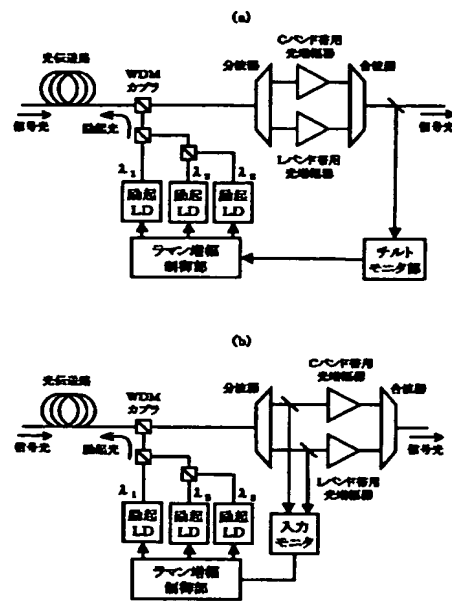 (a)
光伝送路
WDM
カプラ
分波器
Cバンド帯用
光増幅器
合波器
信号光
励起光
Lバンド帯用
光増幅器
信号光
λ₁
励起
LD
励起
LD
励起
LD
ラマン増幅
制御部
チルト
モニタ部
(b)
光伝送路
WDM
カプラ
分波器
Cバンド帯用
光増幅器
合波器
信号光
励起光
Lバンド帯用
光増幅器
信号光
λ₁
励起
LD
励起
LD
励起
LD
入力
モニタ
ラマン増幅
制御部